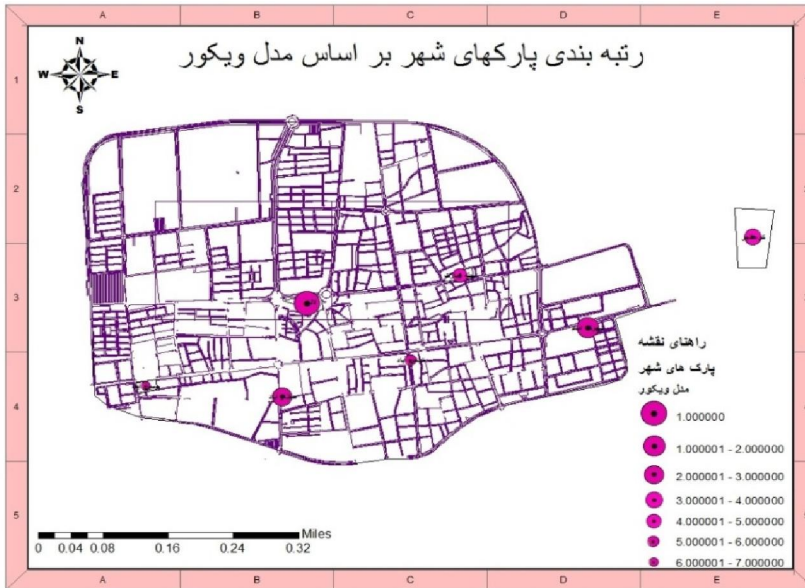 A B C D E
رتبه بندی پارکهای شهر بر اساس مدل ویکور
N
W E
S
1
2
3
4
5
راهنای نقشه
پارک های شهر
مدل ویکور
1.000000
1.000001 - 2.000000
2.000001 - 3.000000
3.000001 - 4.000000
4.000001 - 5.000000
5.000001 - 6.000000
6.000001 - 7.000000
Miles
0 0.04 0.08 0.16 0.24 0.32
A B C D E